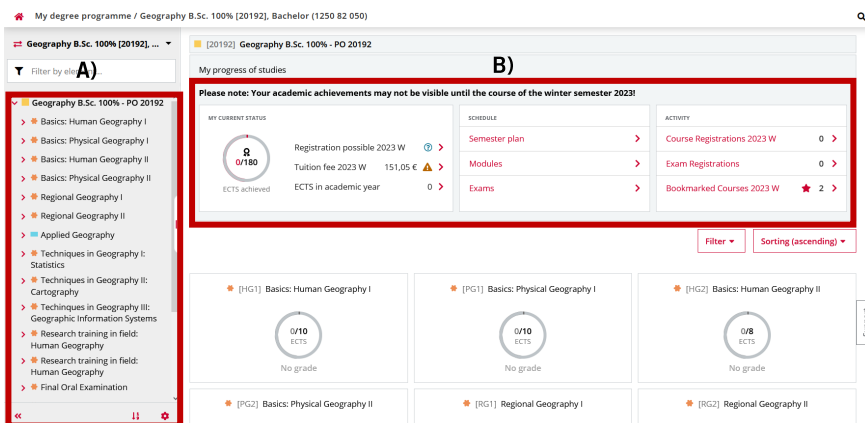 My degree programme / Geography B.Sc. 100% [20192], Bachelor (1250 82 050)
Geography B.Sc. 100% [20192], ...
Filter by
A)
Geography B.Sc. 100% - PO 20192
Basics: Human Geography I
Basics: Physical Geography I
Basics: Human Geography II
Basics: Physical Geography II
Regional Geography I
Regional Geography II
Applied Geography
Techniques in Geography I:
Statistics
Techniques in Geography II:
Cartography
Techinques in Geography III:
Geographic Information Systems
Research training in field:
Human Geography
Research training in field:
Human Geography
Final Oral Examination
[20192] Geography B.Sc. 100% - PO 20192
My progress of studies
B)
Please note: Your academic achievements may not be visible until the course of the winter semester 2023!
MY CURRENT STATUS
0/180
ECTS achieved
Registration possible 2023 W
Tuition fee 2023 W 151,05 €
ECTS in academic year 0
SCHEDULE
Semester plan
Modules
Exams
ACTIVITY
Course Registrations 2023 W 0
Exam Registrations 0
Bookmarked Courses 2023 W 2
Filter
Sorting (ascending)
[HG1] Basics: Human Geography I
0/10
ECTS
No grade
[PG1] Basics: Physical Geography I
0/10
ECTS
No grade
[HG2] Basics: Human Geography II
0/8
ECTS
No grade
[PG2] Basics: Physical Geography II
[RG1] Regional Geography I
[RG2] Regional Geography II